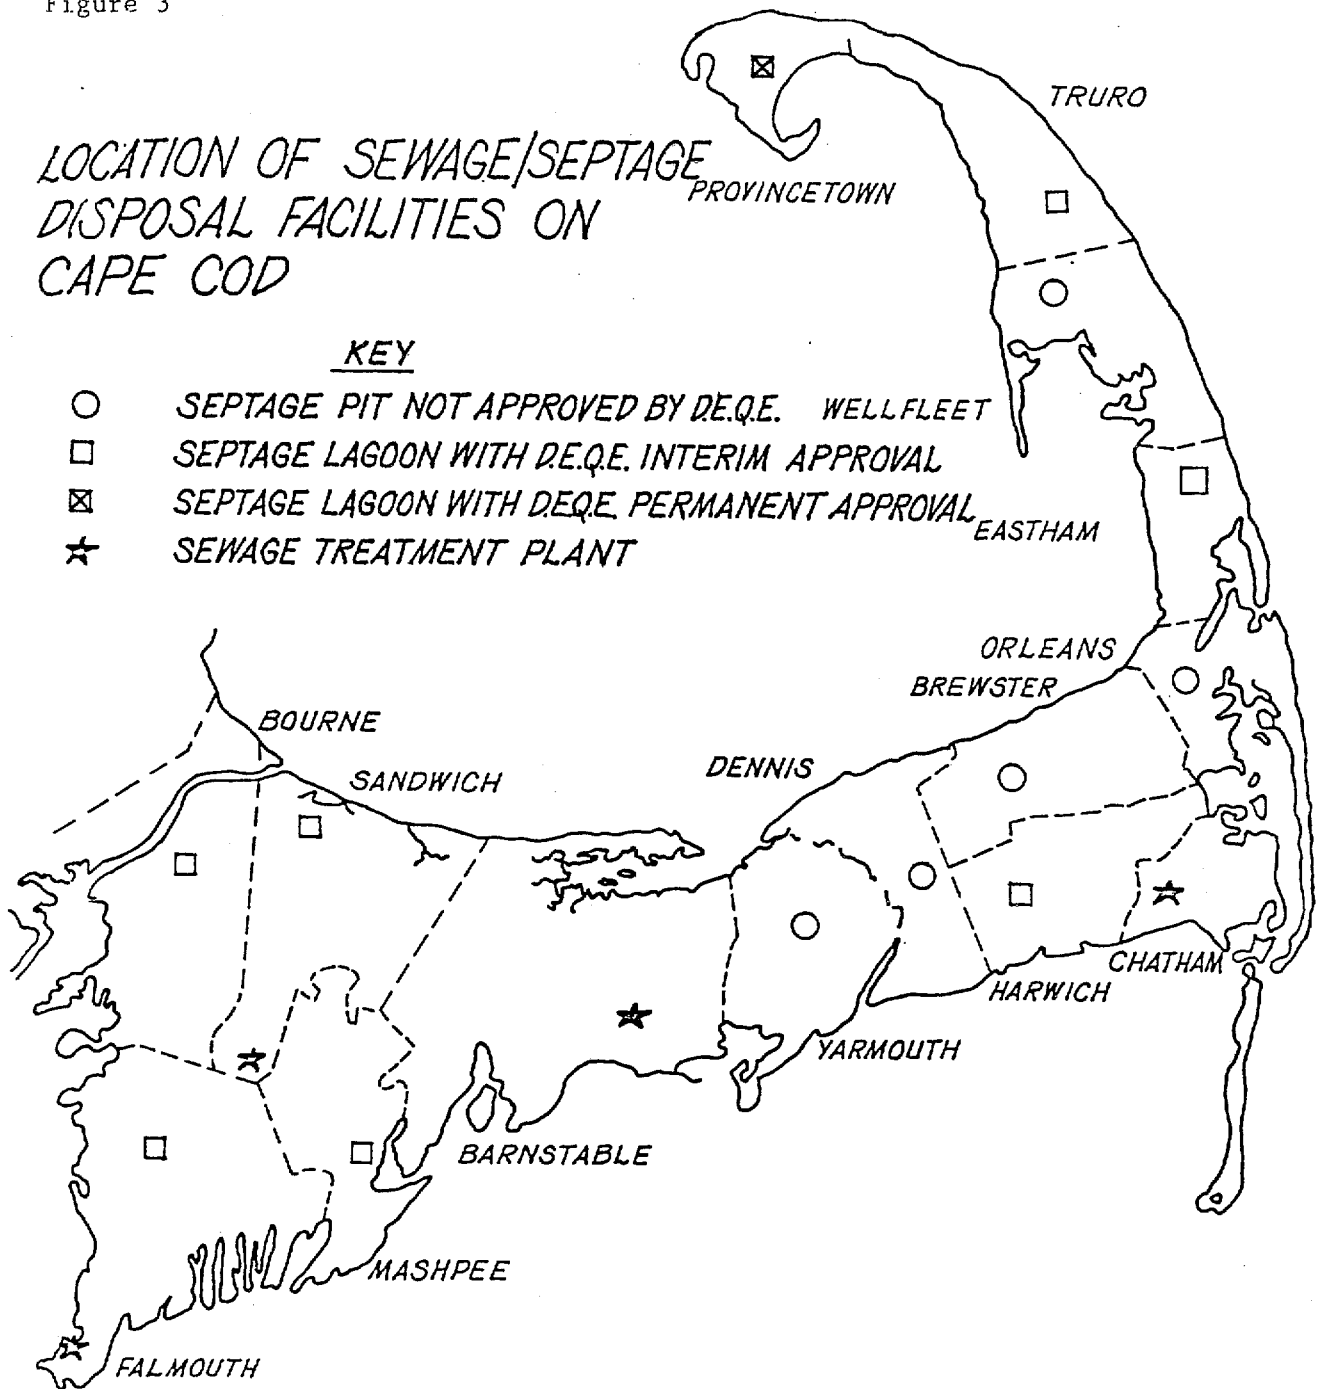 Figure 3
LOCATION OF SEWAGE/SEPTAGE
DISPOSAL FACILITIES ON
CAPE COD
KEY
SEPTAGE PIT NOT APPROVED BY D.E.Q.E.
SEPTAGE LAGOON WITH D.E.Q.E. INTERIM APPROVAL
SEPTAGE LAGOON WITH D.E.Q.E. PERMANENT APPROVAL
SEWAGE TREATMENT PLANT
TRURO
PROVINCETOWN
WELLFLEET
EASTHAM
ORLEANS
BREWSTER
BOURNE
DENNIS
SANDWICH
CHATHAM
HARWICH
YARMOUTH
BARNSTABLE
MASHPEE
FALMOUTH